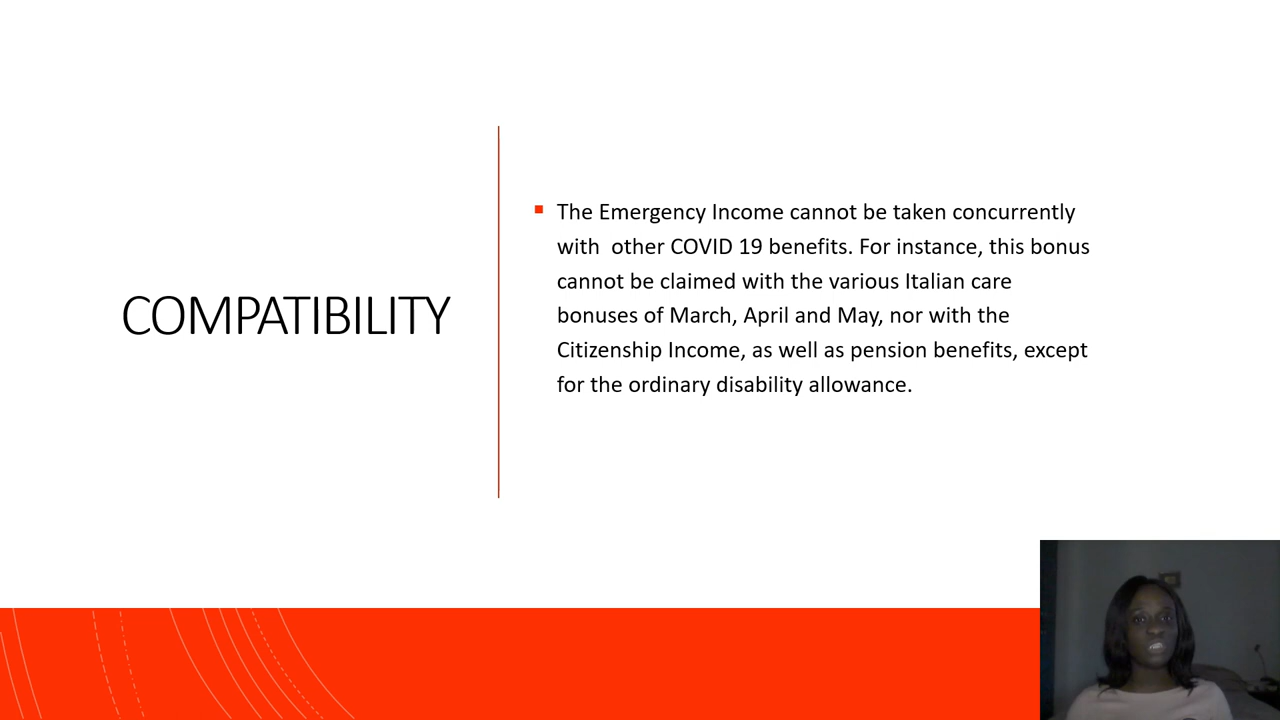 COMPATIBILITY
The Emergency Income cannot be taken concurrently
with  other COVID 19 benefits. For instance, this bonus
cannot be claimed with the various Italian care
bonuses of March, April and May, nor with the
Citizenship Income, as well as pension benefits, except
for the ordinary disability allowance.